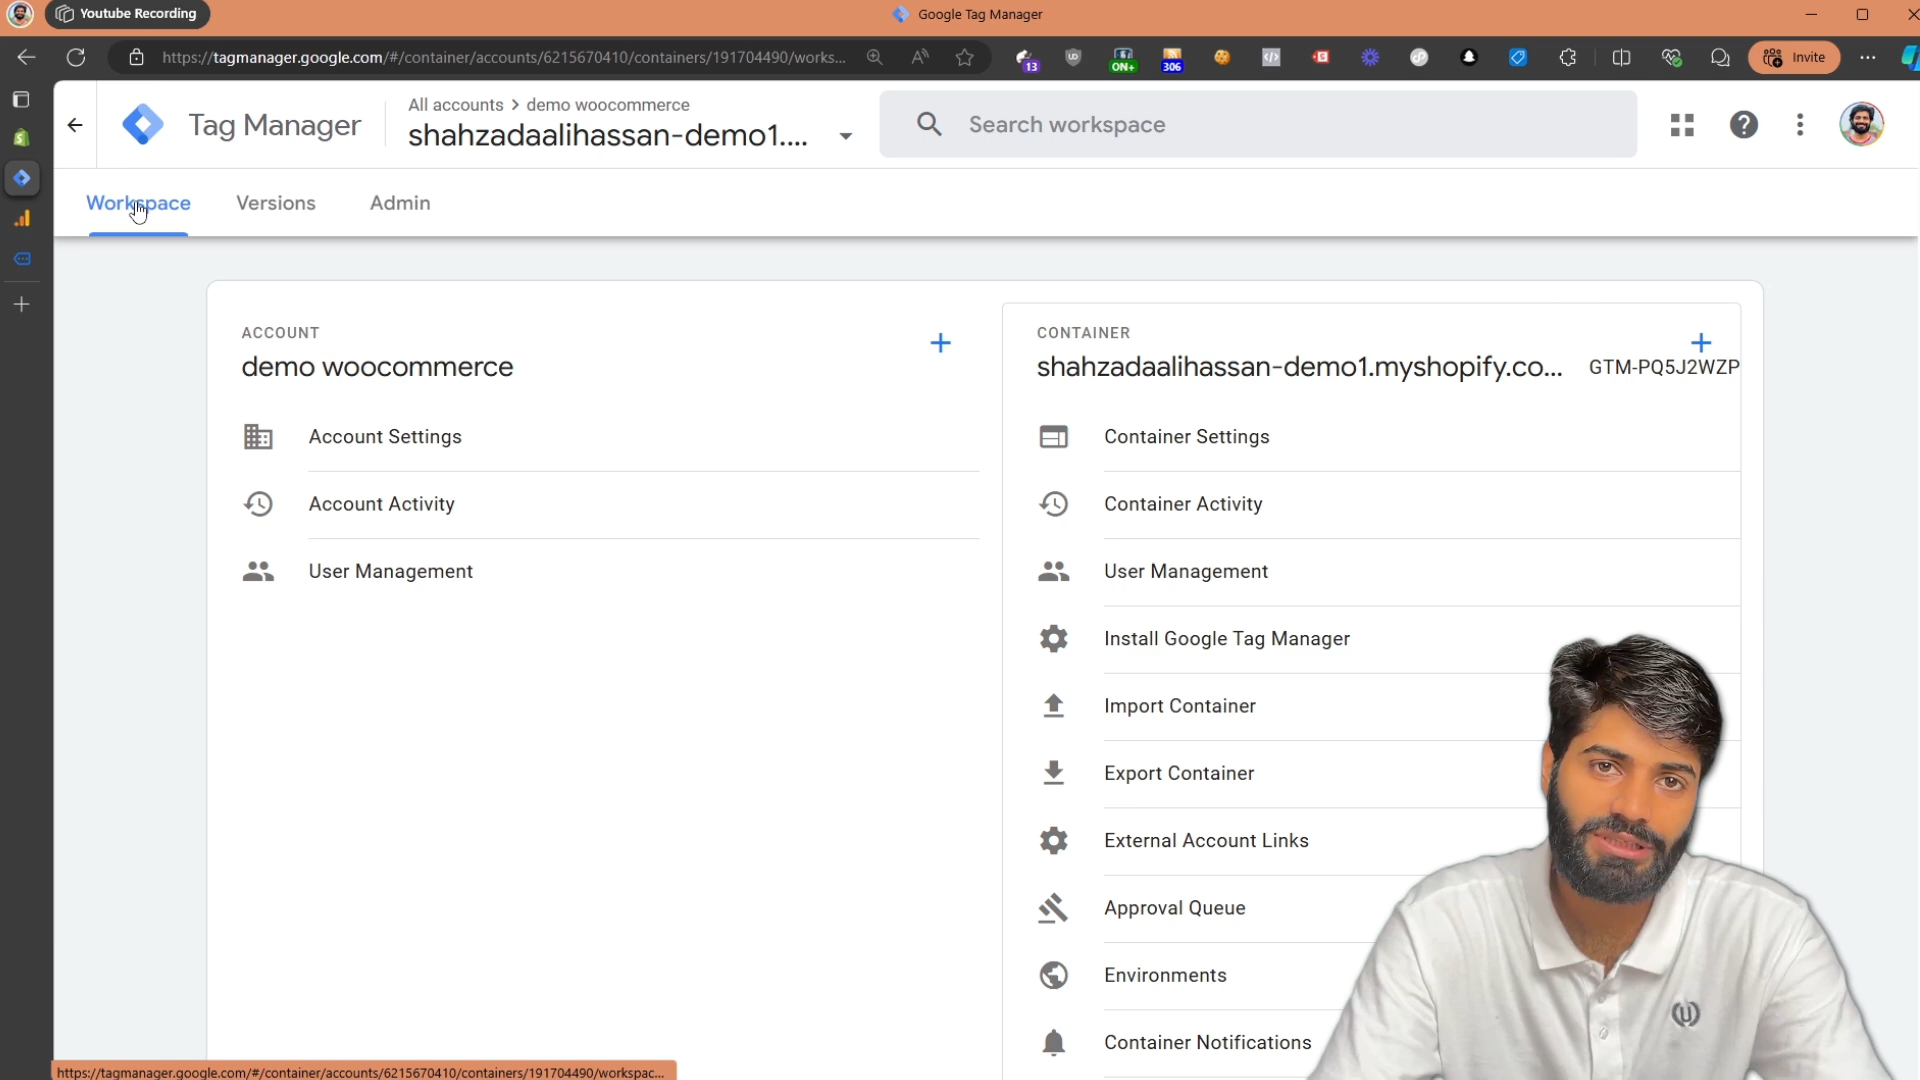 Youtube Recording
Google Tag Manager
https://tagmanager.google.com/#/container/accounts/6215670410/containers/191704490/works...
13
ON+
306
Invite
Tag Manager
All accounts > demo woocommerce
shahzadaalihassan-demo1....
Search workspace
Workspace
Versions
Admin
ACCOUNT
demo woocommerce
Account Settings
Account Activity
User Management
CONTAINER
shahzadaalihassan-demo1.myshopify.co...
GTM-PQ5J2WZP
Container Settings
Container Activity
User Management
Install Google Tag Manager
Import Container
Export Container
External Account Links
Approval Queue
Environments
Container Notifications
https://tagmanager.google.com/#/container/accounts/6215670410/containers/191704490/workspac...